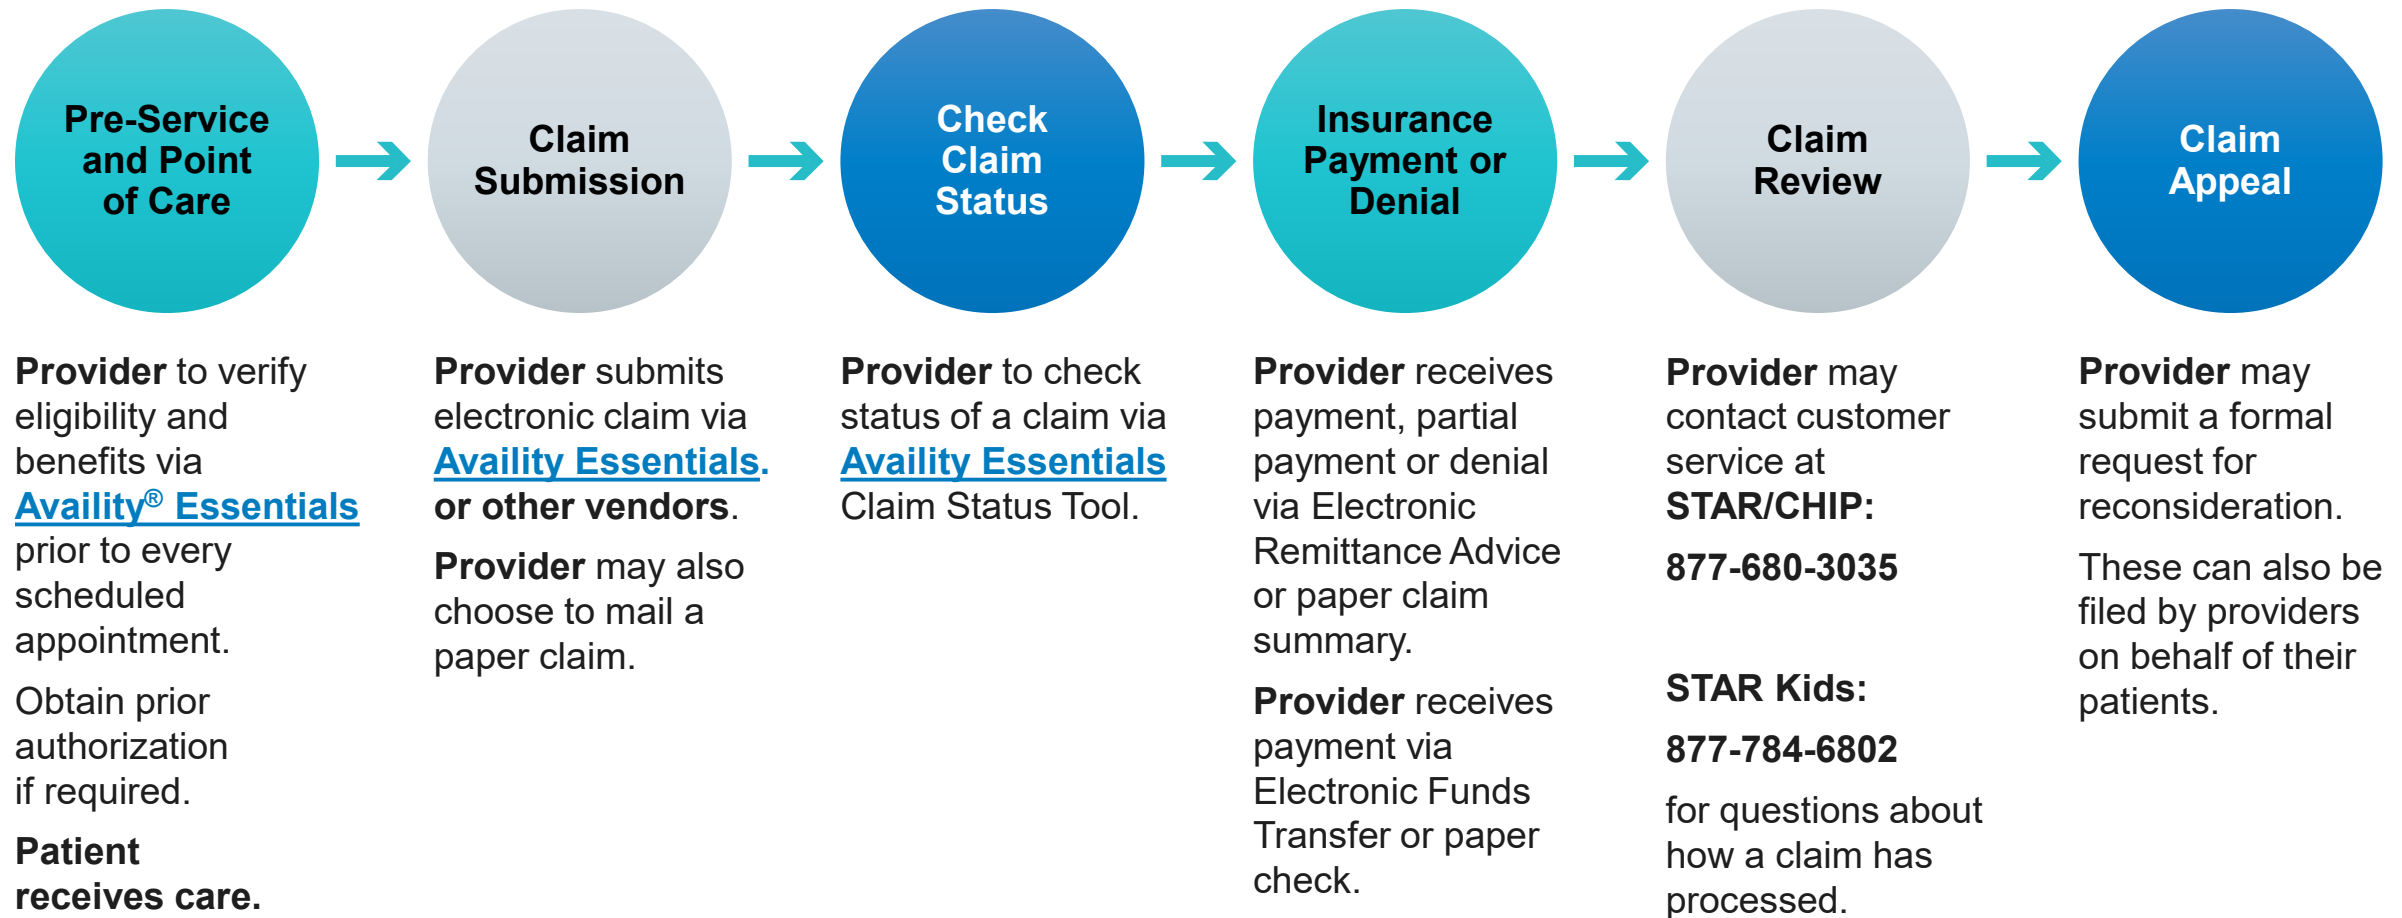 Pre-Service
and Point
of Care
Claim
Submission
Check
Claim
Status
Insurance
Payment or
Denial
Claim
Review
Claim
Appeal
Provider to verify
eligibility and
benefits via
Availity® Essentials
prior to every
scheduled
appointment.
Obtain prior
authorization
if required.
Patient
receives care.
Provider submits
electronic claim via
Availity Essentials.
or other vendors.
Provider may also
choose to mail a
paper claim.
Provider to check
status of a claim via
Availity Essentials
Claim Status Tool.
Provider receives
payment, partial
payment or denial
via Electronic
Remittance Advice
or paper claim
summary.
Provider receives
payment via
Electronic Funds
Transfer or paper
check.
Provider may
contact customer
service at
STAR/CHIP:
877-680-3035
STAR Kids:
877-784-6802
for questions about
how a claim has
processed.
Provider may
submit a formal
request for
reconsideration.
These can also be
filed by providers
on behalf of their
patients.